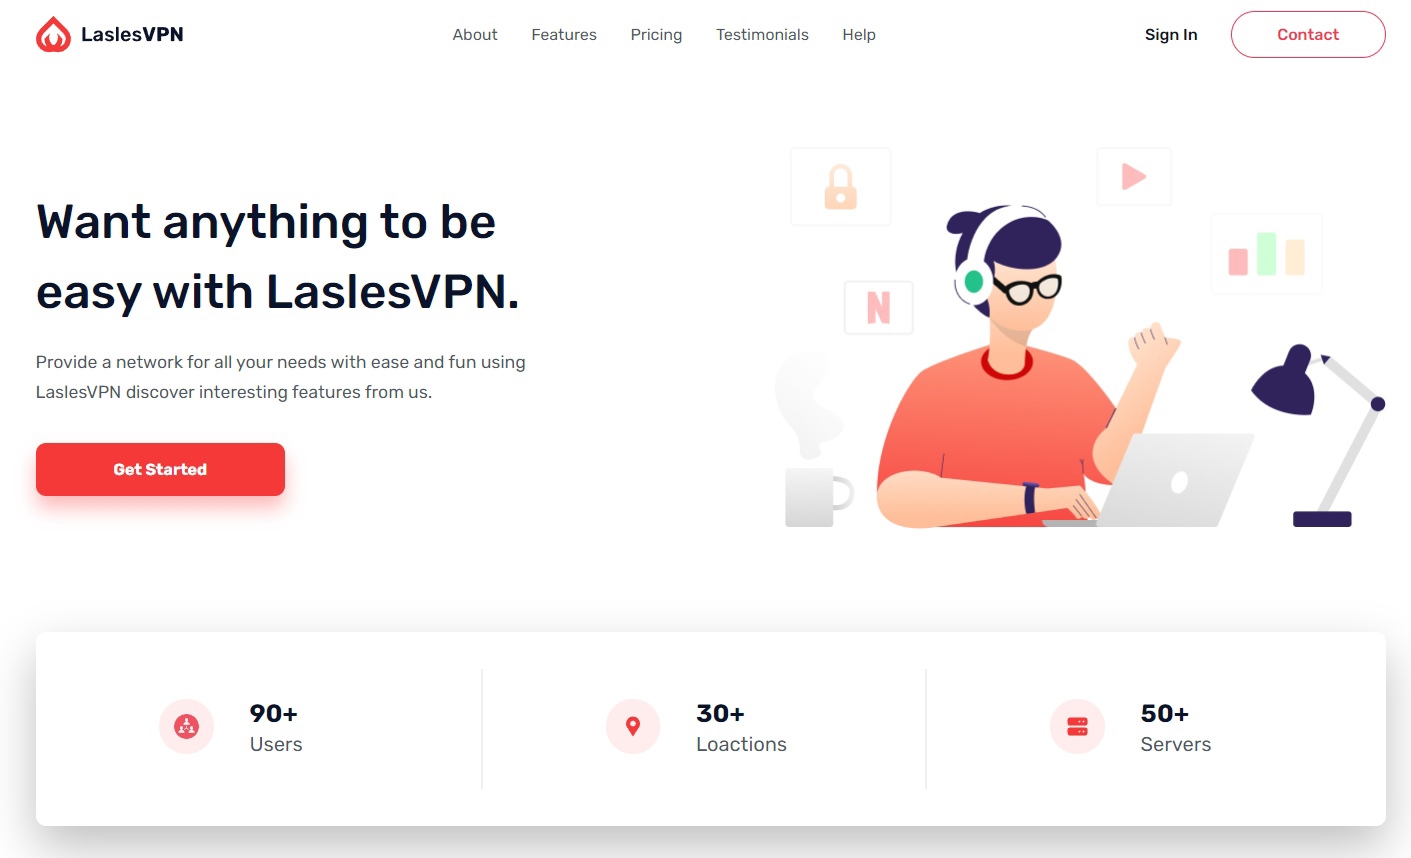 LaslesVPN
About
Features
Pricing
Testimonials
Help
Sign In
Contact
Want anything to be
easy with LaslesVPN.
Provide a network for all your needs with ease and fun using
LaslesVPN discover interesting features from us.
Get Started
N
90+
Users
30+
Loactions
50+
Servers